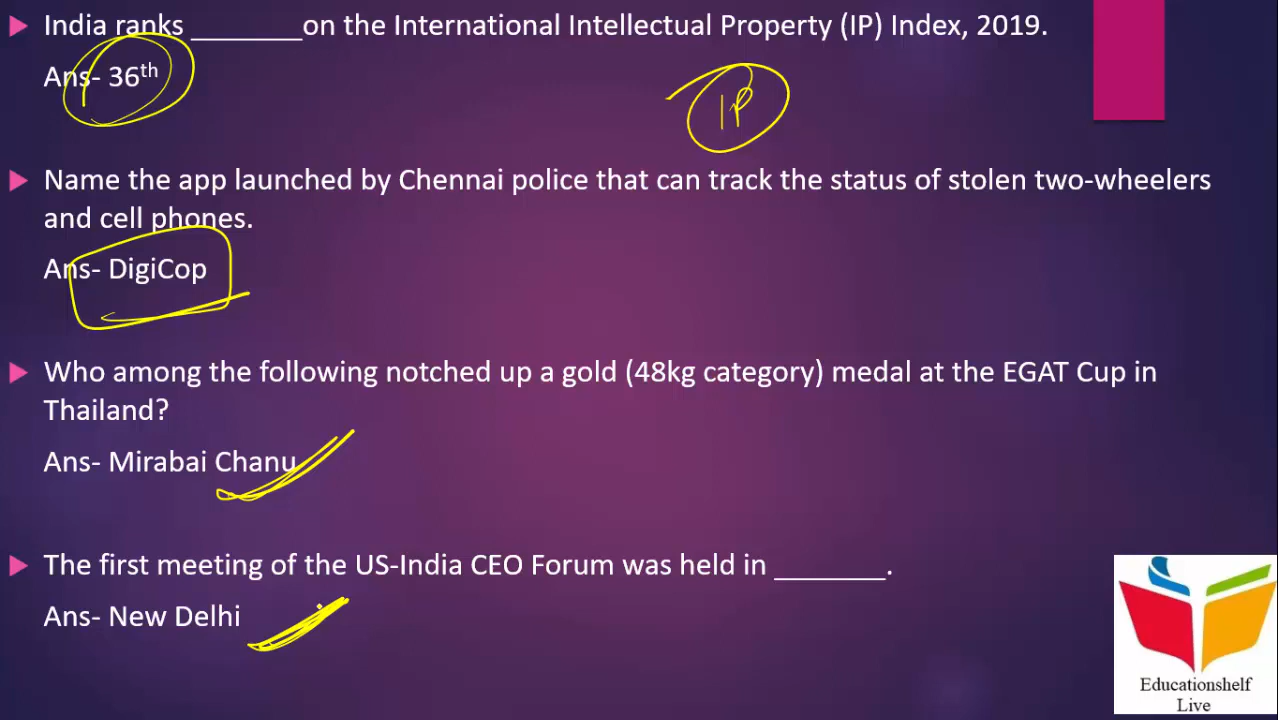 India ranks _______on the International Intellectual Property (IP) Index, 2019.
Ans- 36th
IP
Name the app launched by Chennai police that can track the status of stolen two-wheelers
and cell phones.
Ans- DigiCop
Who among the following notched up a gold (48kg category) medal at the EGAT Cup in
Thailand?
Ans- Mirabai Chanu
The first meeting of the US-India CEO Forum was held in _______.
Ans- New Delhi
Educationshelf
Live